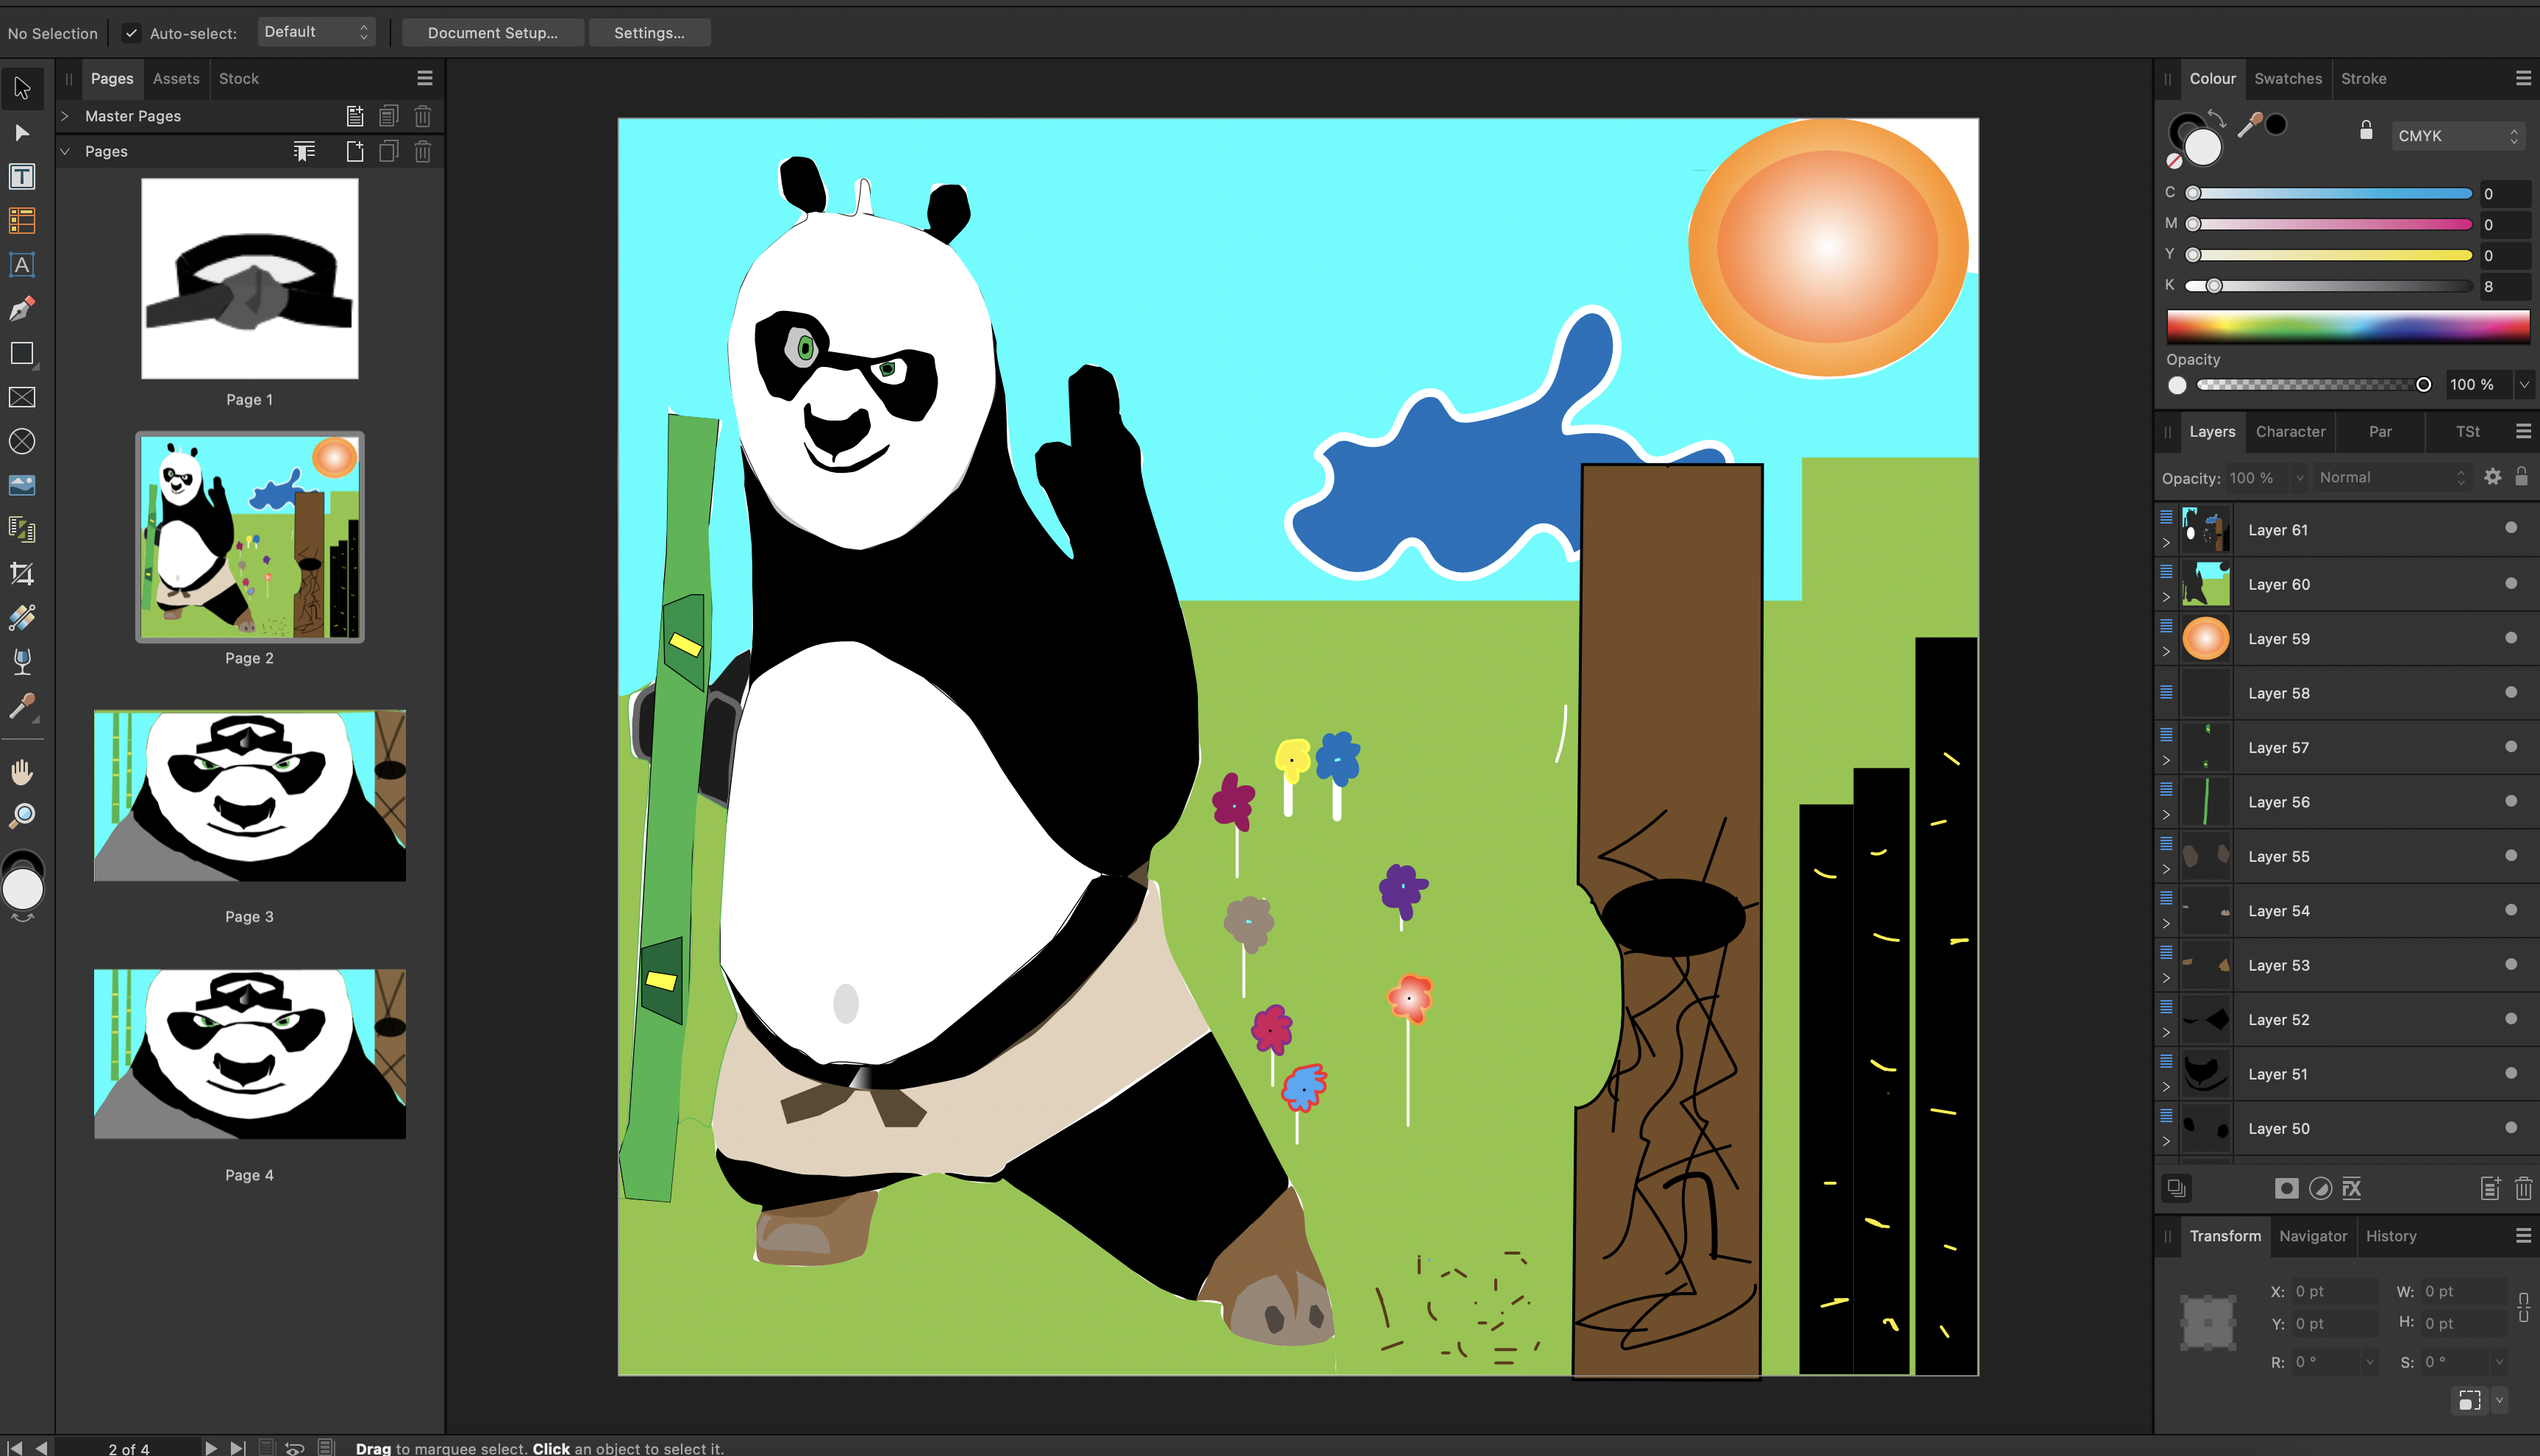 No Selection Auto-select: Default Document Setup... Settings...
Pages Assets Stock
Master Pages
Pages
Page 1
Page 2
Page 3
Page 4
2 of 4 Drag to marquee select. Click an object to select it.
Colour Swatches Stroke
CMYK
C 0
M 0
Y 0
K 8
Opacity
100 %
Layers Character Par TSt
Opacity: 100 % Normal
Layer 61
Layer 60
Layer 59
Layer 58
Layer 57
Layer 56
Layer 55
Layer 54
Layer 53
Layer 52
Layer 51
Layer 50
Transform Navigator History
X: 0 pt W: 0 pt
Y: 0 pt H: 0 pt
R: 0 ° S: 0 °